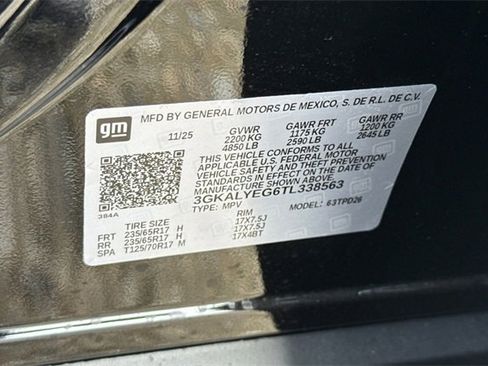 gm
MFD BY GENERAL MOTORS DE MEXICO, S. DE R.L. DE C.V.
11/25 GVWR GAWR FRT GAWR RR
2200 KG 1175 KG 1200 KG
4850 LB 2590 LB 2645 LB
THIS VEHICLE CONFORMS TO ALL
APPLICABLE U.S. FEDERAL MOTOR
VEHICLE SAFETY AND THEFT PREVENTION
STANDARDS IN EFFECT ON THE DATE OF
MANUFACTURE SHOWN ABOVE.
3GKALYEG6TL338563
TYPE: MPV MODEL: 63TPD26
384A
TIRE SIZE RIM
FRT 235/65R17 H 17X7.5J
RR 235/65R17 H 17X7.5J
SPA T125/70R17 M 17X4BT